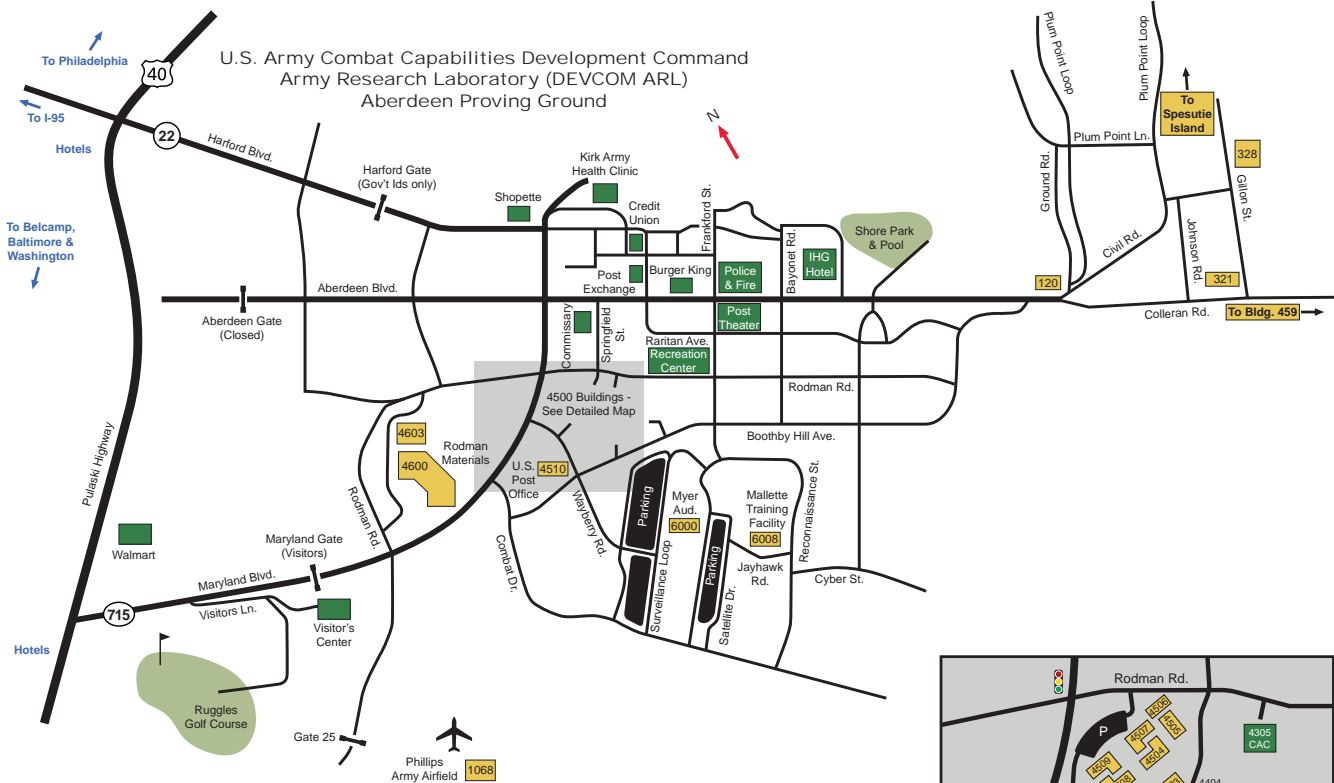 U.S. Army Combat Capabilities Development Command
Army Research Laboratory (DEVCOM ARL)
Aberdeen Proving Ground
To Philadelphia
40
To I-95
22
Hotels
Harford Blvd.
Harford Gate
(Gov't Ids only)
To Belcamp,
Baltimore &
Washington
Shopette
Kirk Army
Health Clinic
Credit
Union
Frankford St.
N
Bayonet Rd.
IHG
Hotel
Shore Park
& Pool
Plum Point Loop
Plum Point Loop
To
Spesutie
Island
Plum Point Ln.
328
Gillon St.
Ground Rd.
Civil Rd.
Johnson Rd.
120
321
Colleran Rd.
To Bldg. 459
Aberdeen Blvd.
Aberdeen Gate
(Closed)
Post
Exchange
Burger King
Police
& Fire
Post
Theater
Commissary
Springfield
St.
Raritan Ave.
Recreation
Center
Rodman Rd.
4500 Buildings -
See Detailed Map
Boothby Hill Ave.
4603
4600
Rodman
Materials
U.S.
Post
Office
4510
Pulaski Highway
Rodman Rd.
Wayberry Rd.
Combat Dr.
Parking
Myer
Aud.
6000
Surveillance Loop
Parking
Satellite Dr.
Mallette
Training
Facility
6008
Jayhawk
Rd.
Reconnaissance St.
Cyber St.
Walmart
Maryland Gate
(Visitors)
Maryland Blvd.
715
Visitors Ln.
Visitor's
Center
Hotels
Ruggles
Golf Course
Gate 25
Phillips
Army Airfield
1068
Rodman Rd.
P
4506
4505
4507
4504
4509
4305
CAC